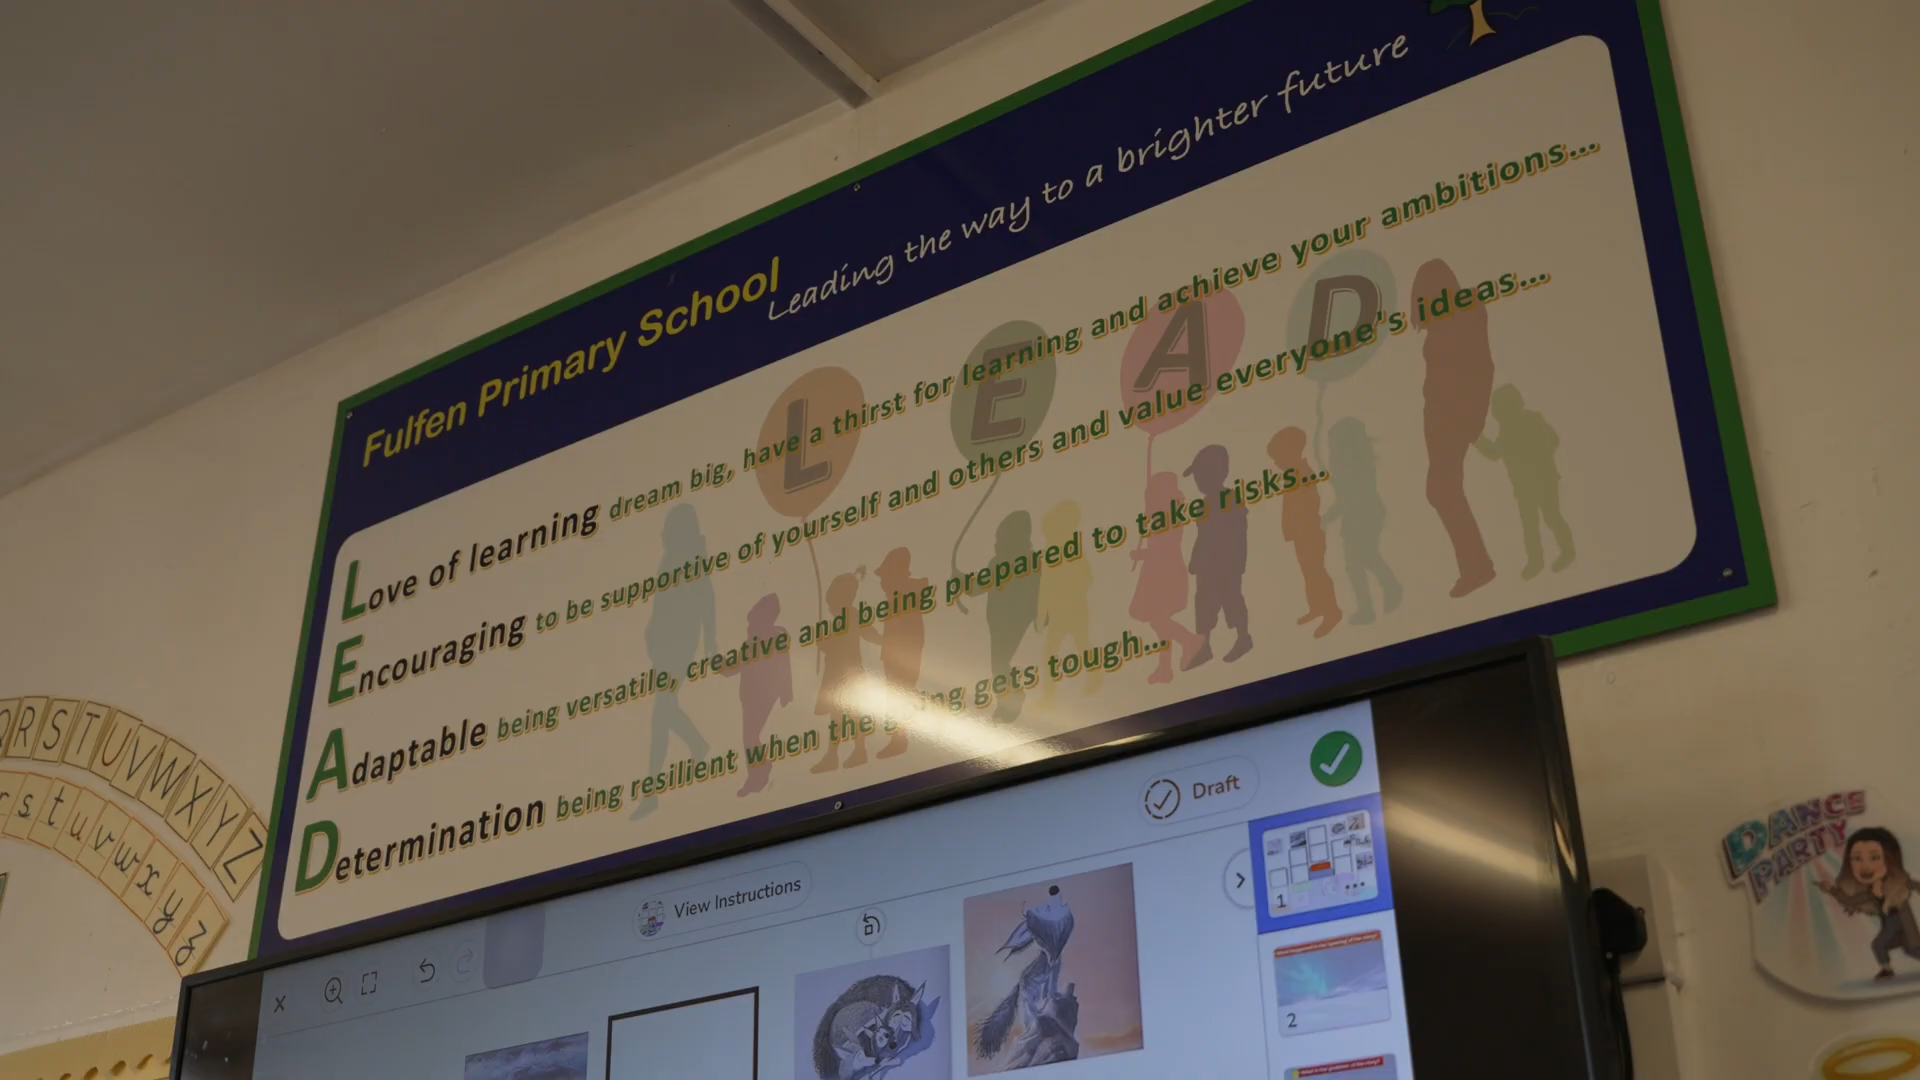 Fulfen Primary School
Leading the way to a brighter future
L E A D
Love of learning dream big, have a thirst for learning and achieve your ambitions...
Encouraging to be supportive of yourself and others and value everyone's ideas...
Adaptable being versatile, creative and being prepared to take risks...
Determination being resilient when the going gets tough...
R S T U V W X Y Z
r s t u v w x y z
Draft
View Instructions
1
2
DANCE
PARTY